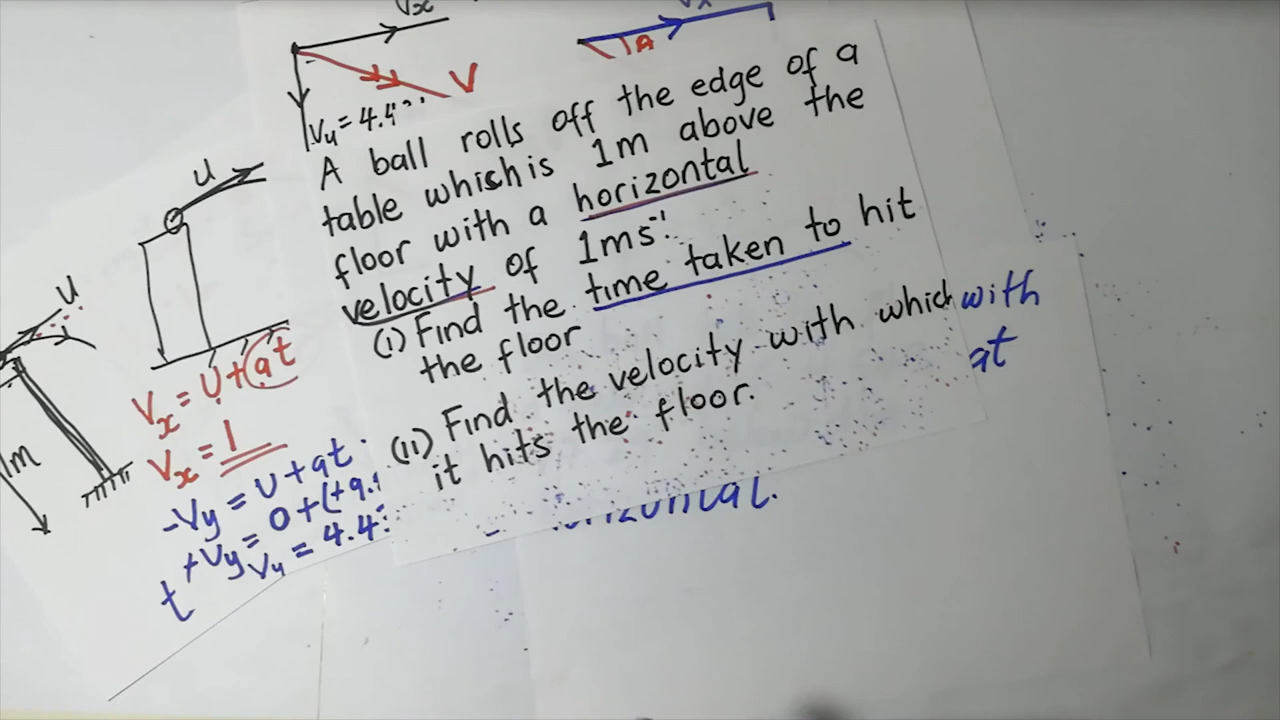 Vx
V
A
Vy = 4.4
A ball rolls off the edge of a
table which is 1m above the
floor with a horizontal
velocity of 1ms⁻¹.
(i) Find the time taken to hit
the floor
(ii) Find the velocity with which
it hits the floor.
with
at
horizontal.
U
U
1m
Vx = U + at
Vx = 1
-Vy = U + at
+Vy = 0 + (+9.
Vy = 4.4
t